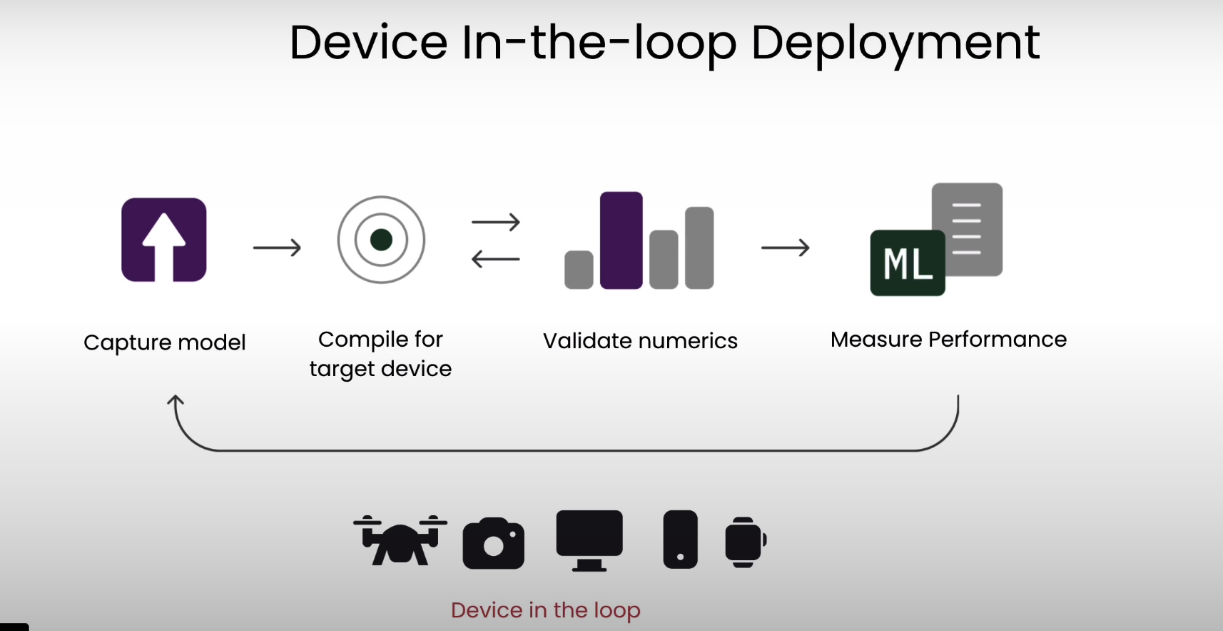 Device In-the-loop Deployment
ML
Capture model
Compile for
target device
Validate numerics
Measure Performance
Device in the loop